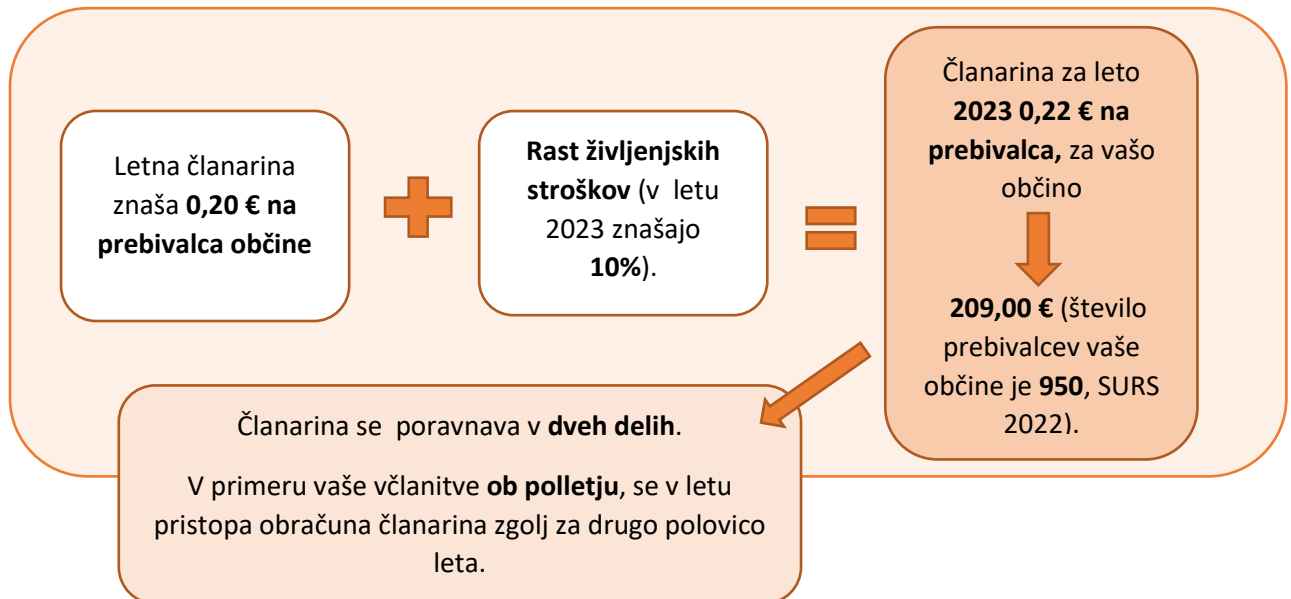 Letna članarina
znaša 0,20 € na
prebivalca občine
Rast življenjskih
stroškov (v letu
2023 znašajo
10%).
Članarina za leto
2023 0,22 € na
prebivalca, za vašo
občino
209,00 € (število
prebivalcev vaše
občine je 950, SURS
2022).
Članarina se poravnava v dveh delih.
V primeru vaše včlanitve ob polletju, se v letu
pristopa obračuna članarina zgolj za drugo polovico
leta.